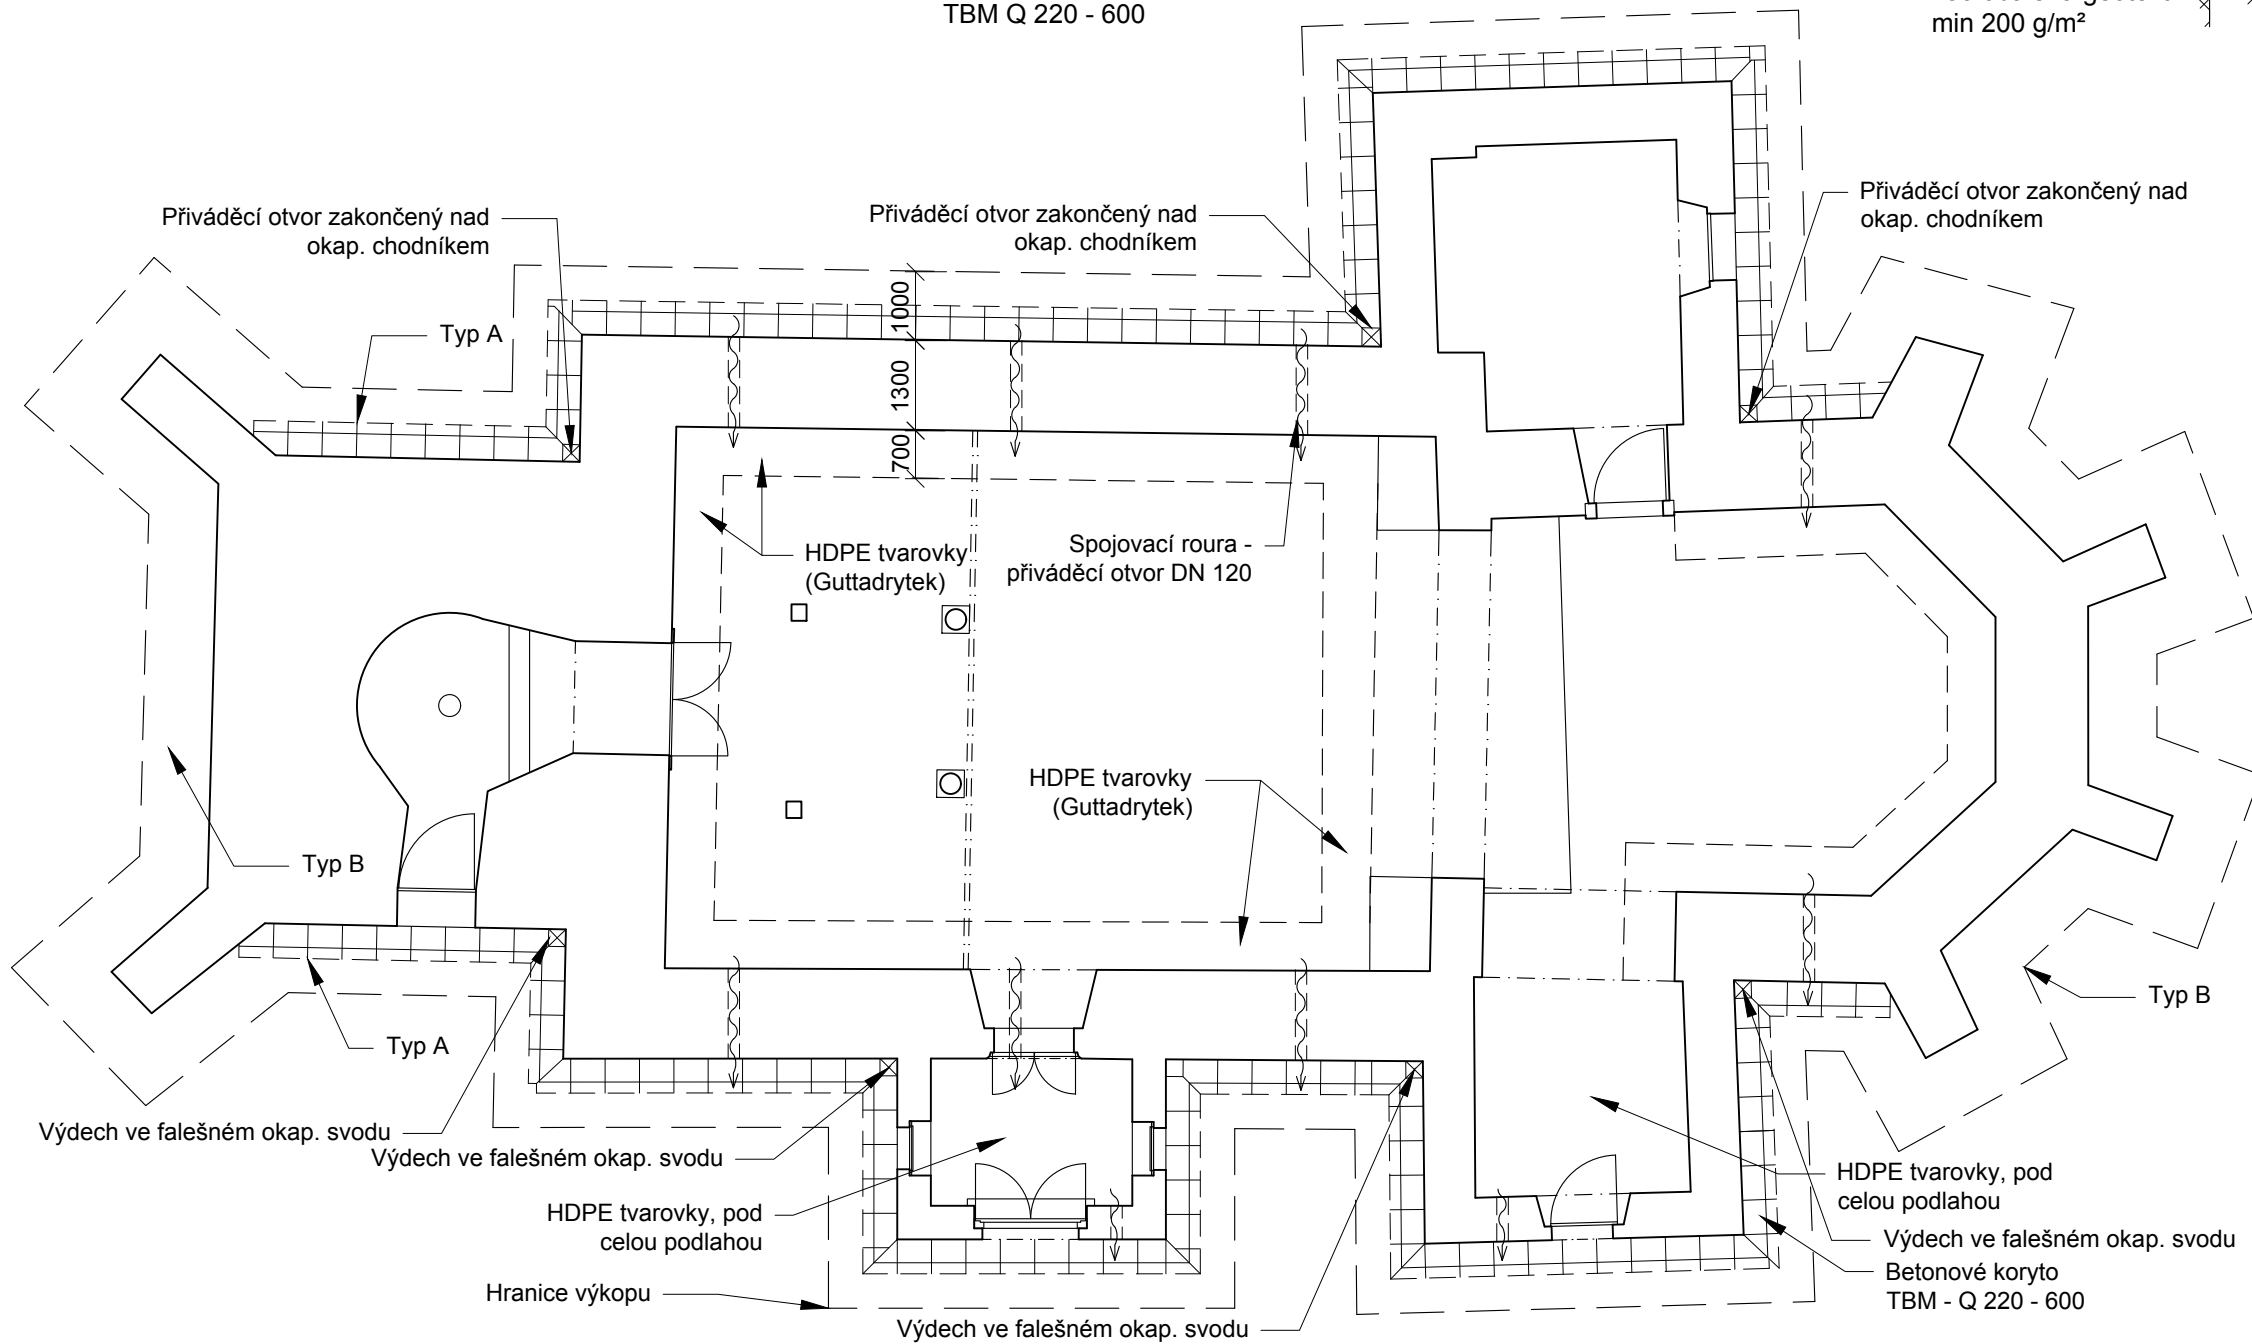 TBM Q 220 - 600
min 200 g/m²
Přiváděcí otvor zakončený nad
okap. chodníkem
Přiváděcí otvor zakončený nad
okap. chodníkem
Přiváděcí otvor zakončený nad
okap. chodníkem
Typ A
1000
1300
700
HDPE tvarovky
(Guttadrytek)
Spojovací roura -
přiváděcí otvor DN 120
HDPE tvarovky
(Guttadrytek)
Typ B
Typ B
Typ A
Výdech ve falešném okap. svodu
Výdech ve falešném okap. svodu
HDPE tvarovky, pod
celou podlahou
HDPE tvarovky, pod
celou podlahou
Výdech ve falešném okap. svodu
Betonové koryto
TBM - Q 220 - 600
Hranice výkopu
Výdech ve falešném okap. svodu